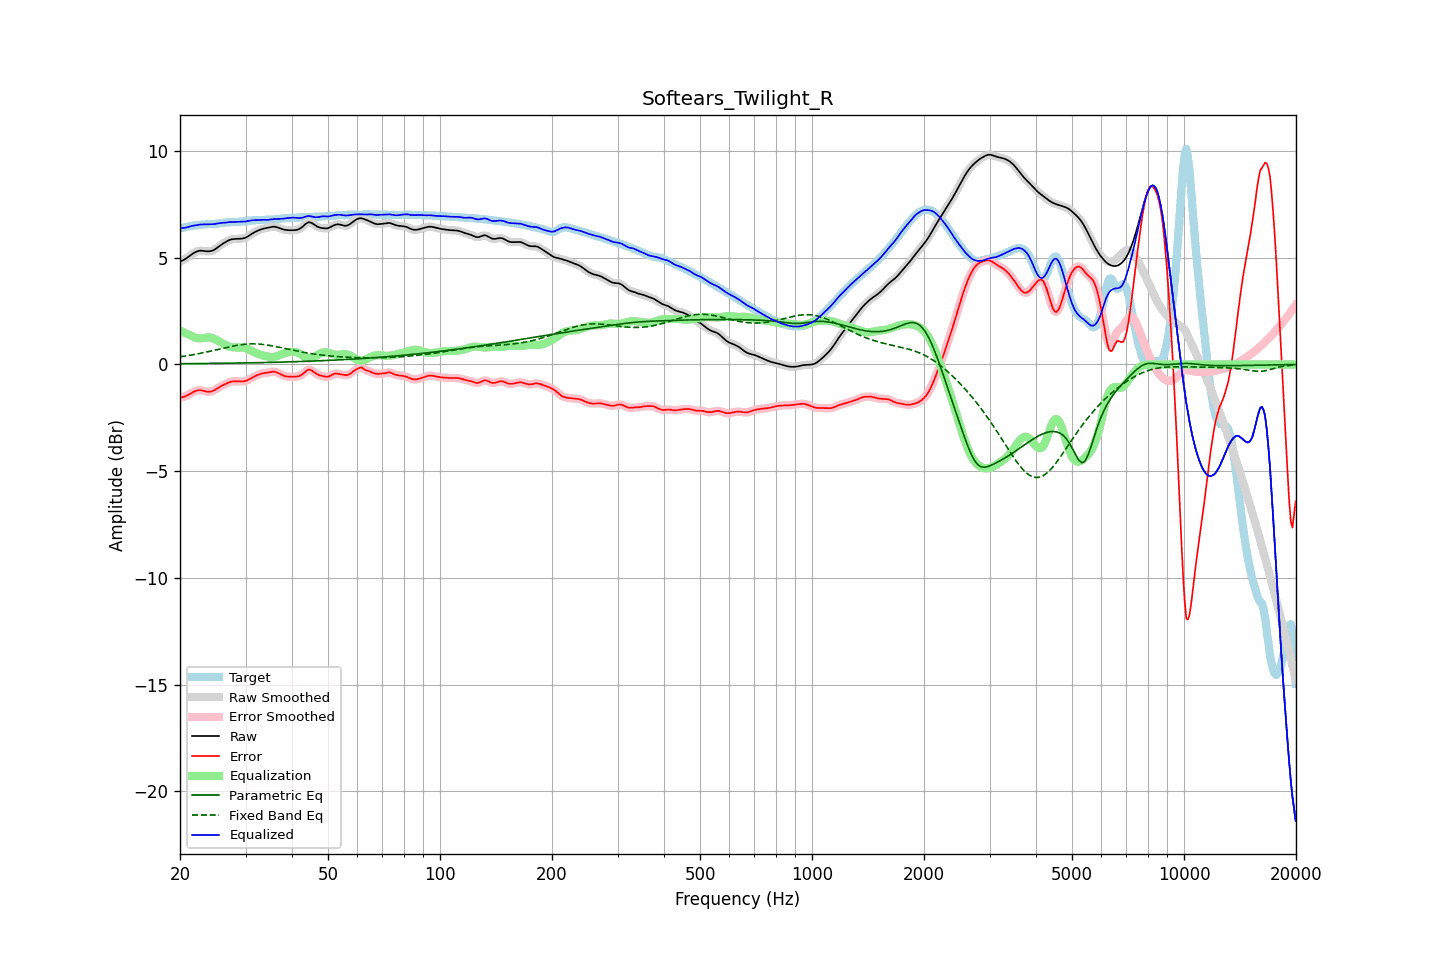 Softears_Twilight_R
Amplitude (dBr)
10
5
0
−5
−10
−15
−20
Target
Raw Smoothed
Error Smoothed
Raw
Error
Equalization
Parametric Eq
Fixed Band Eq
Equalized
20 50 100 200 500 1000 2000 5000 10000 20000
Frequency (Hz)